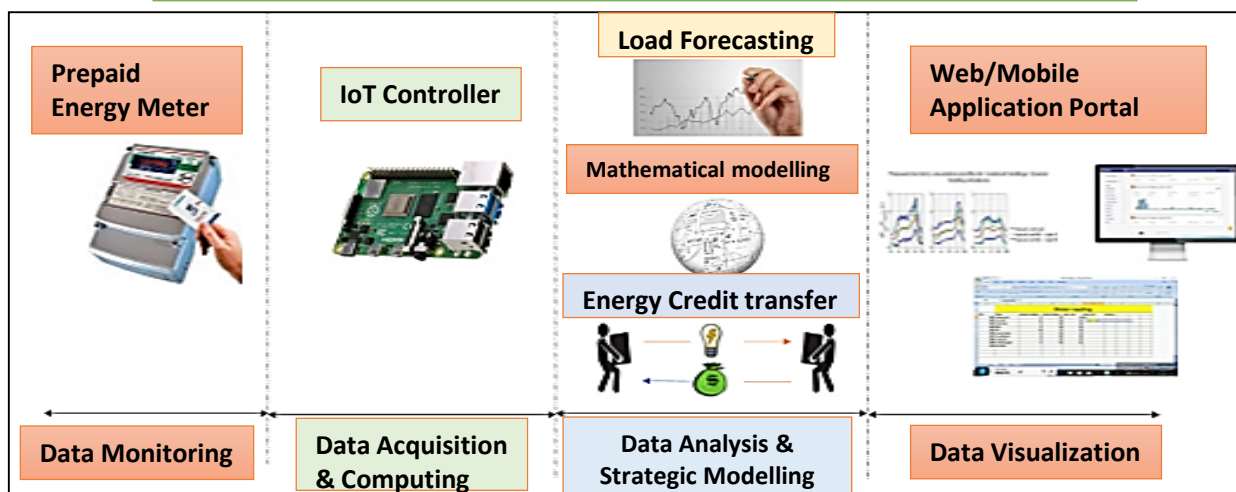 Prepaid
Energy Meter
IoT Controller
Load Forecasting
Mathematical modelling
Energy Credit transfer
Web/Mobile
Application Portal
Data Monitoring
Data Acquisition
& Computing
Data Analysis &
Strategic Modelling
Data Visualization